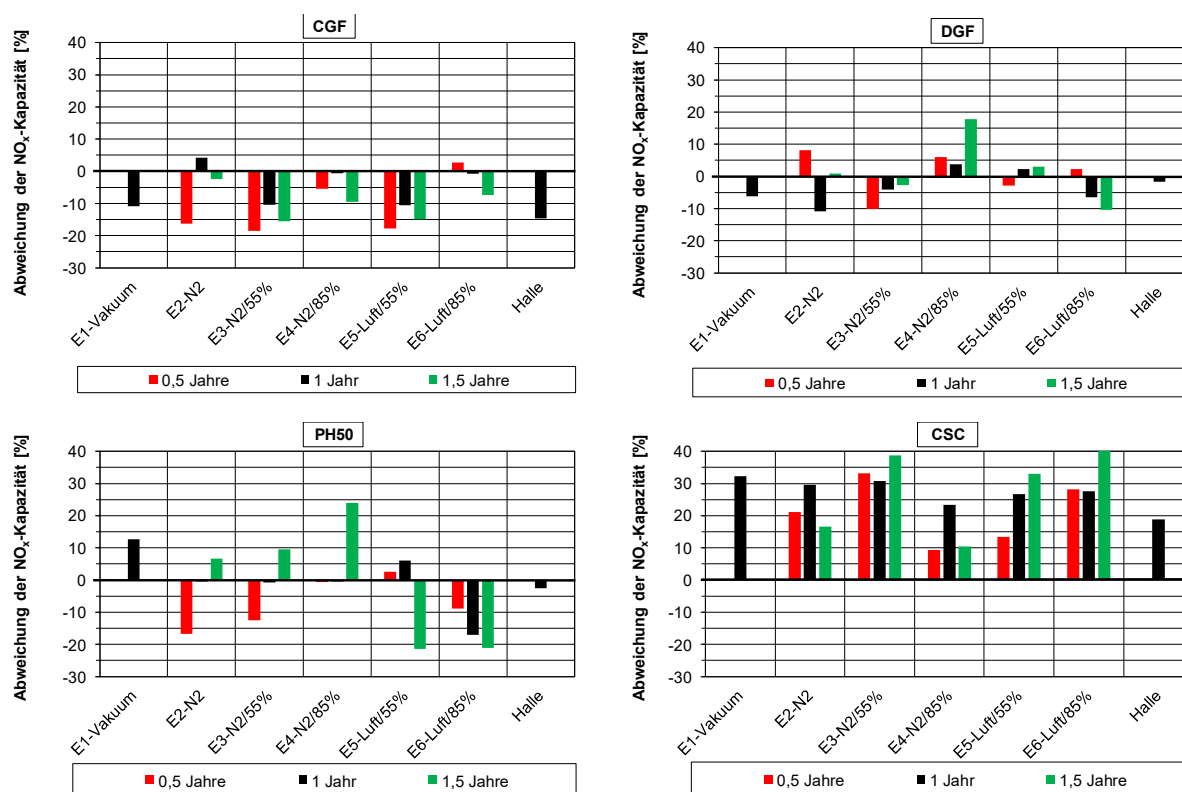 CGF
Abweichung der NOx-Kapazität [%]
40
30
20
10
0
-10
-20
-30
E1-Vakuum
E2-N2
E3-N2/55%
E4-N2/85%
E5-Luft/55%
E6-Luft/85%
Halle
0,5 Jahre 1 Jahr 1,5 Jahre
DGF
Abweichung der NOx-Kapazität [%]
40
30
20
10
0
-10
-20
-30
E1-Vakuum
E2-N2
E3-N2/55%
E4-N2/85%
E5-Luft/55%
E6-Luft/85%
Halle
0,5 Jahre 1 Jahr 1,5 Jahre
PH50
Abweichung der NOx-Kapazität [%]
40
30
20
10
0
-10
-20
-30
E1-Vakuum
E2-N2
E3-N2/55%
E4-N2/85%
E5-Luft/55%
E6-Luft/85%
Halle
0,5 Jahre 1 Jahr 1,5 Jahre
CSC
Abweichung der NOx-Kapazität [%]
40
30
20
10
0
-10
-20
-30
E1-Vakuum
E2-N2
E3-N2/55%
E4-N2/85%
E5-Luft/55%
E6-Luft/85%
Halle
0,5 Jahre 1 Jahr 1,5 Jahre